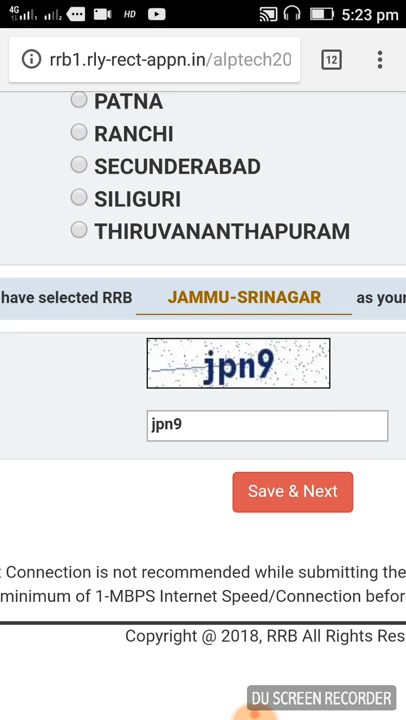 4G HD 5:23 pm
rrb1.rly-rect-appn.in/alptech20 12
PATNA
RANCHI
SECUNDERABAD
SILIGURI
THIRUVANANTHAPURAM
have selected RRB JAMMU-SRINAGAR as your
jpn9
jpn9
Save & Next
t Connection is not recommended while submitting the
minimum of 1-MBPS Internet Speed/Connection befor
Copyright @ 2018, RRB All Rights Res
DU SCREEN RECORDER